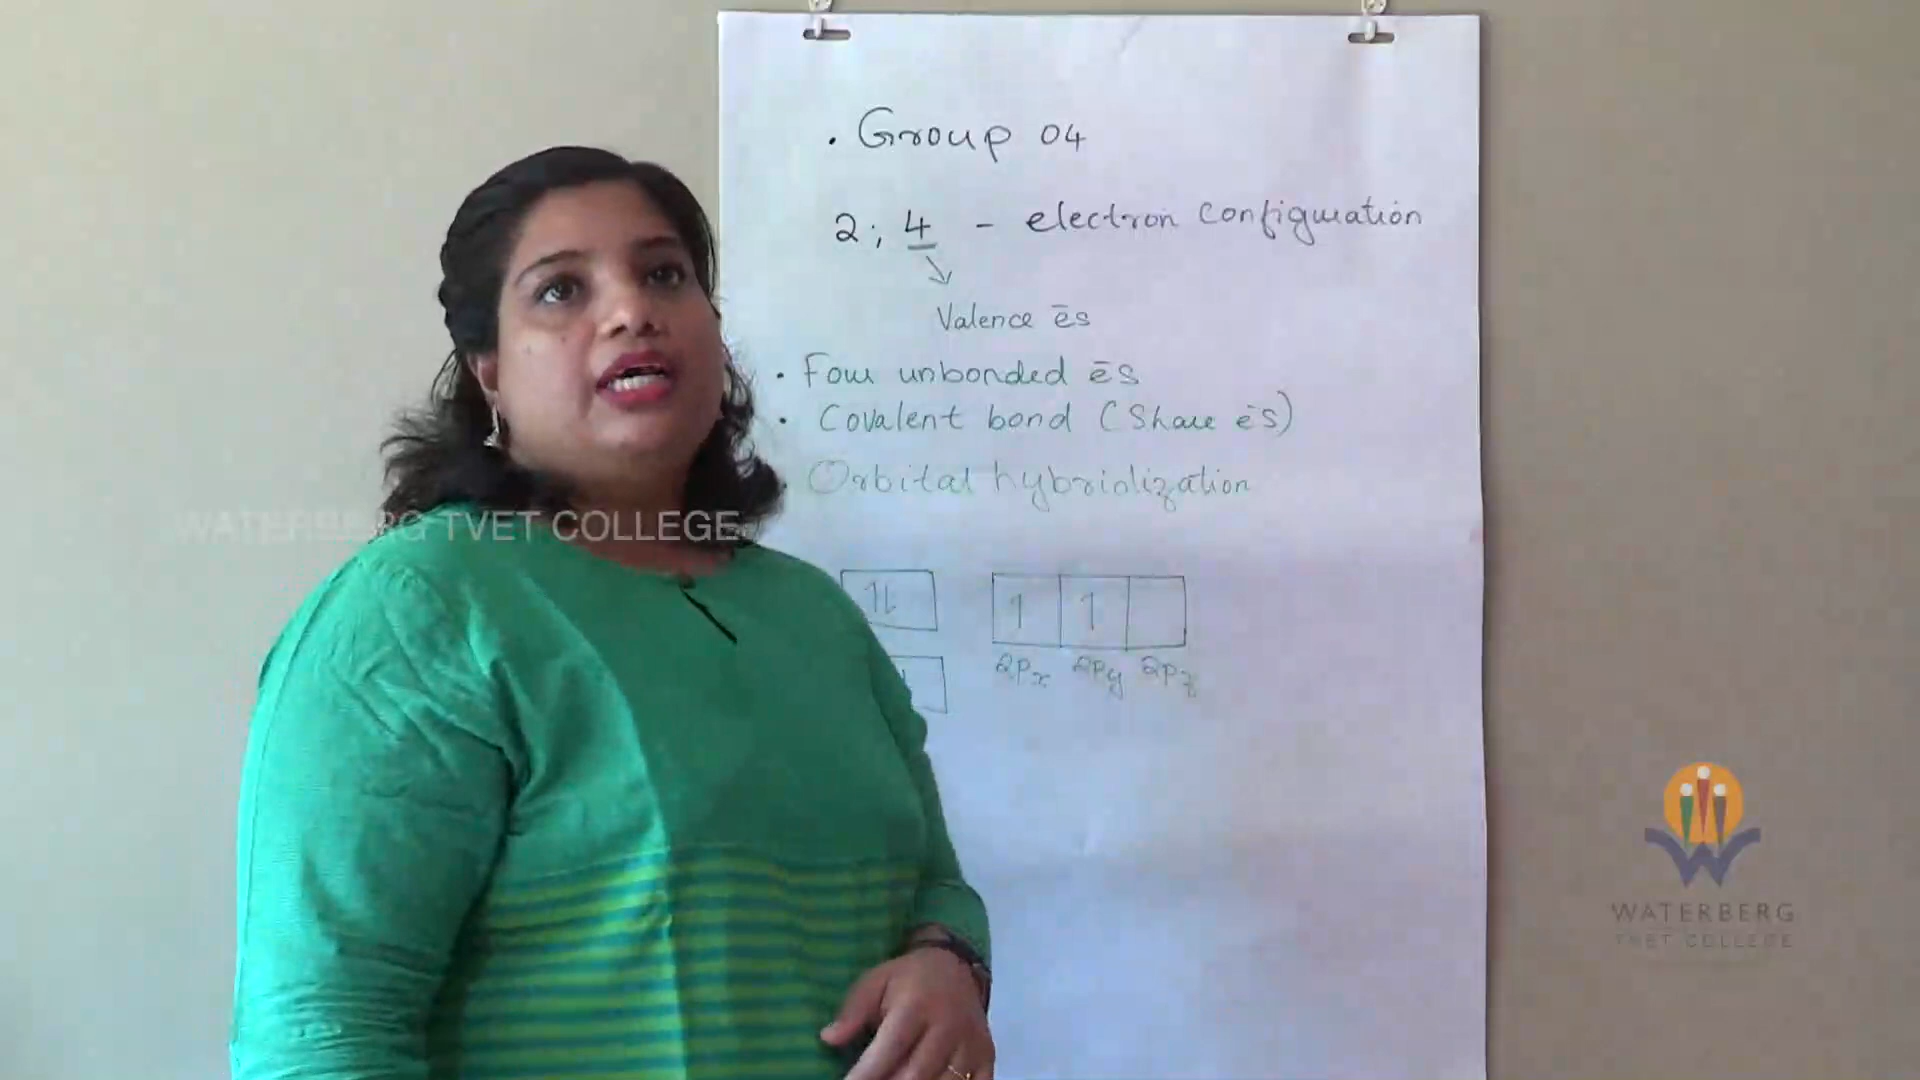 . Group 04
2 ; 4 - electron configuration
Valence ēs
• Four unbonded ēs
• Covalent bond (Share ēs)
. Orbital hybridization
WATERBERG TVET COLLEGE
1l 1 1
2px 2py 2pz
WATERBERG
TVET COLLEGE